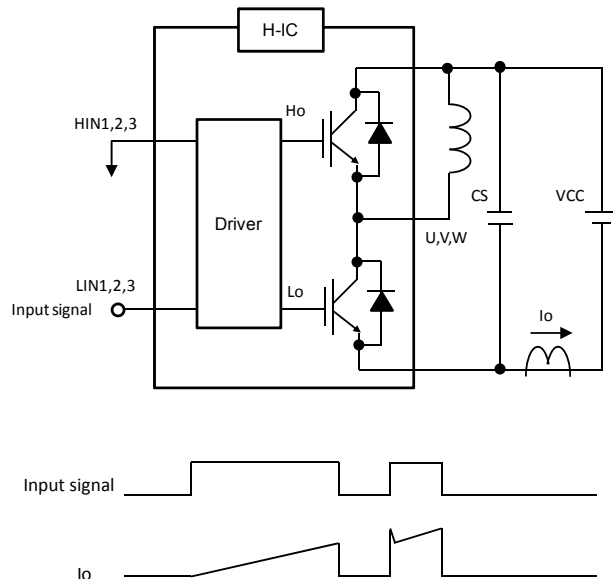 H-IC
HIN1,2,3
Ho
Driver
CS
VCC
U,V,W
LIN1,2,3
Lo
Input signal
Io
Input signal
Io